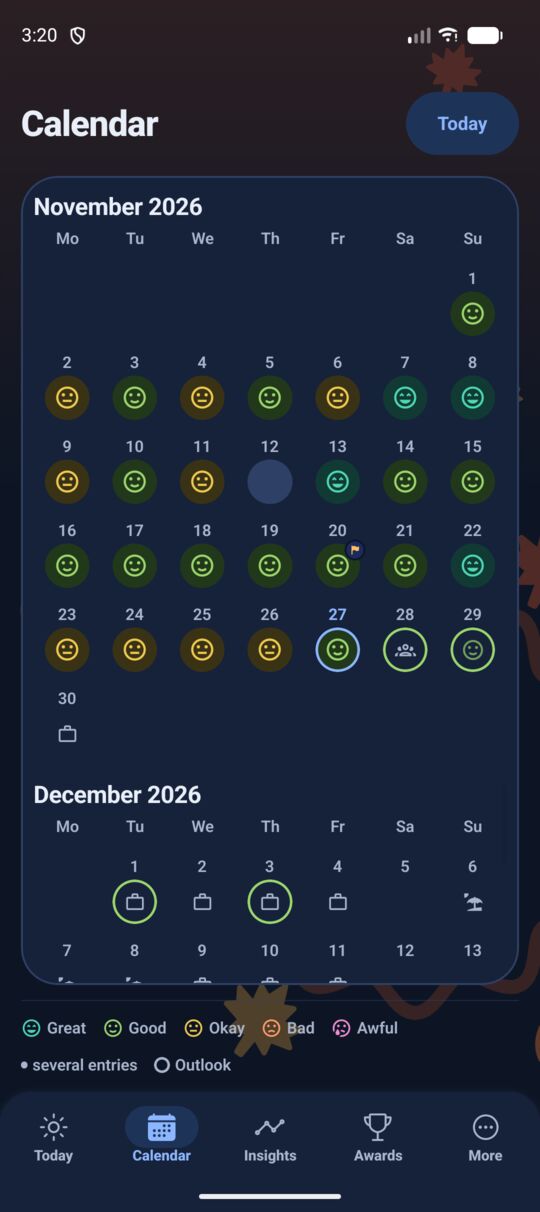 3:20
Calendar
Today
November 2026
Mo Tu We Th Fr Sa Su
1
2 3 4 5 6 7 8
9 10 11 12 13 14 15
16 17 18 19 20 21 22
23 24 25 26 27 28 29
30
December 2026
Mo Tu We Th Fr Sa Su
1 2 3 4 5 6
7 8 9 10 11 12 13
Great Good Okay Bad Awful
several entries Outlook
Today Calendar Insights Awards More